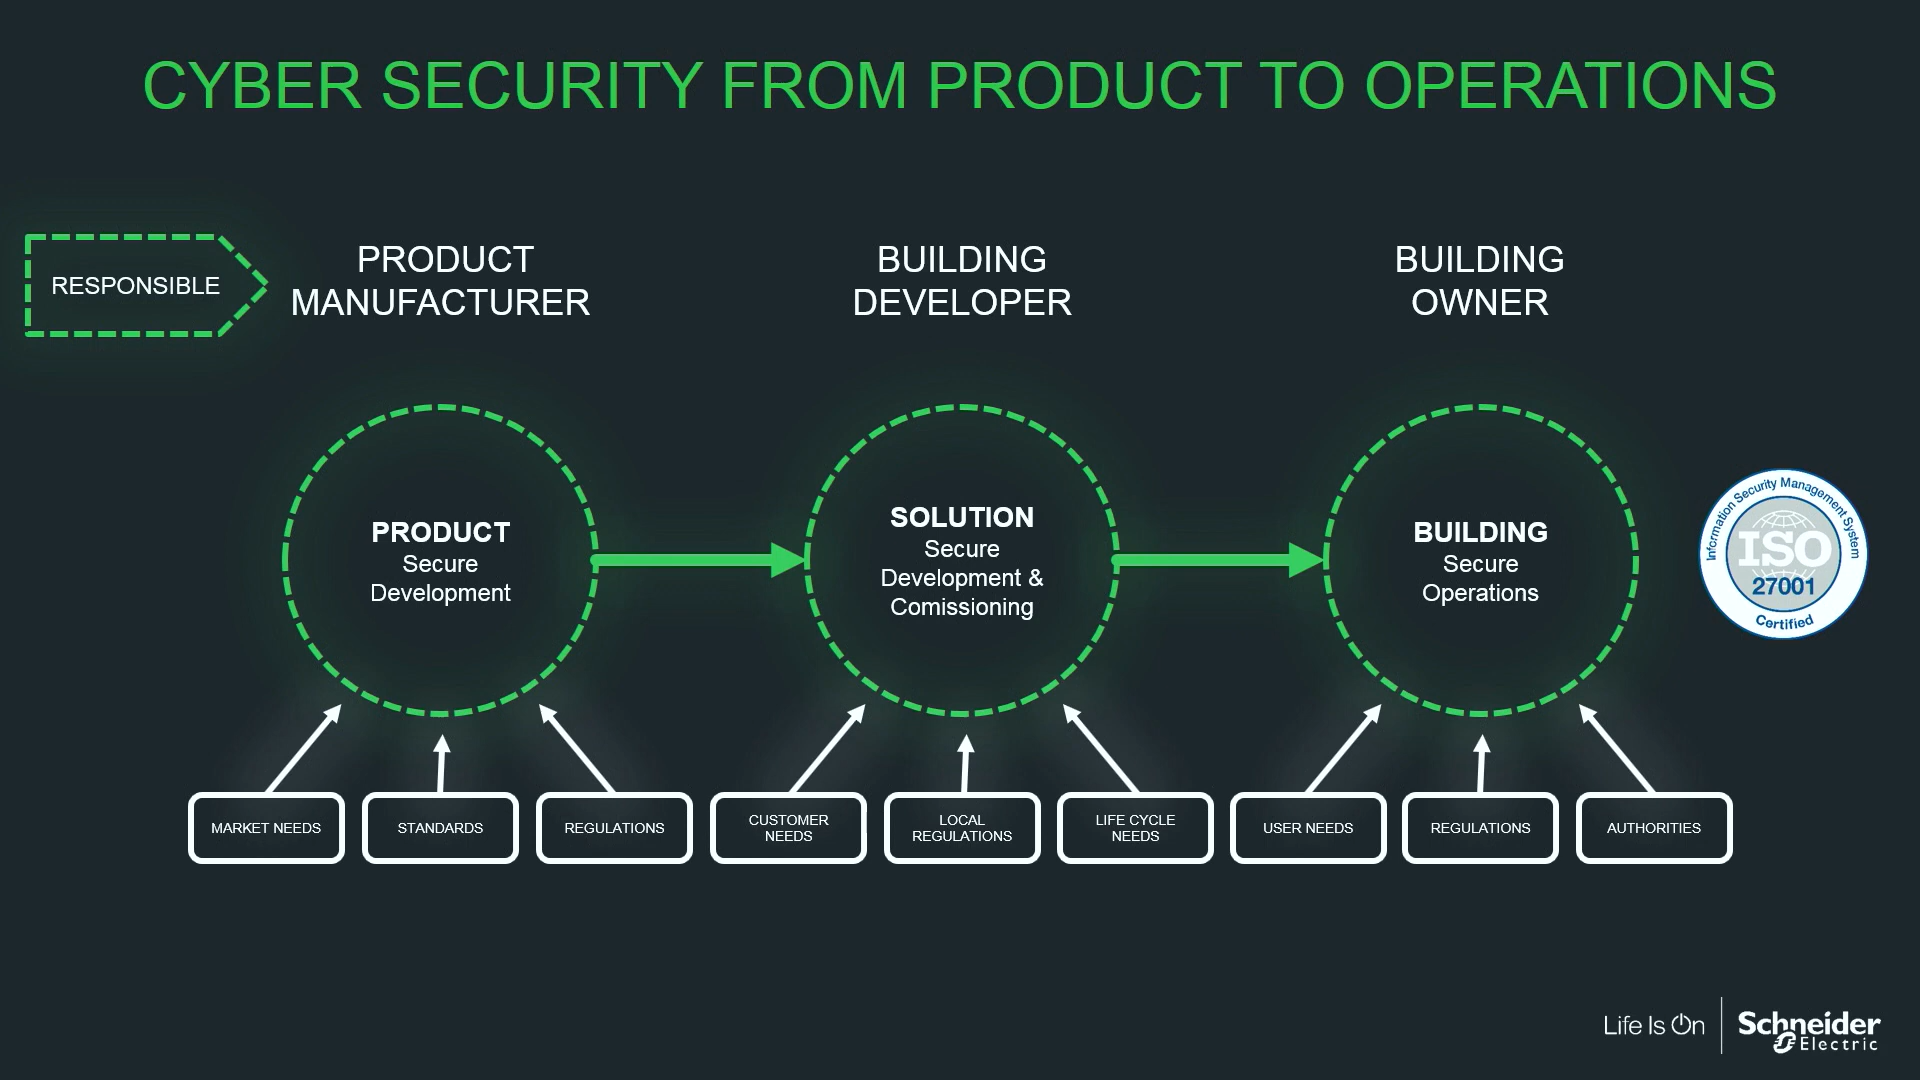 CYBER SECURITY FROM PRODUCT TO OPERATIONS
RESPONSIBLE
PRODUCT
MANUFACTURER
BUILDING
DEVELOPER
BUILDING
OWNER
PRODUCT
Secure
Development
SOLUTION
Secure
Development &
Comissioning
BUILDING
Secure
Operations
Information Security Management System
ISO
27001
Certified
MARKET NEEDS
STANDARDS
REGULATIONS
CUSTOMER
NEEDS
LOCAL
REGULATIONS
LIFE CYCLE
NEEDS
USER NEEDS
REGULATIONS
AUTHORITIES
Life Is On
Schneider
Electric